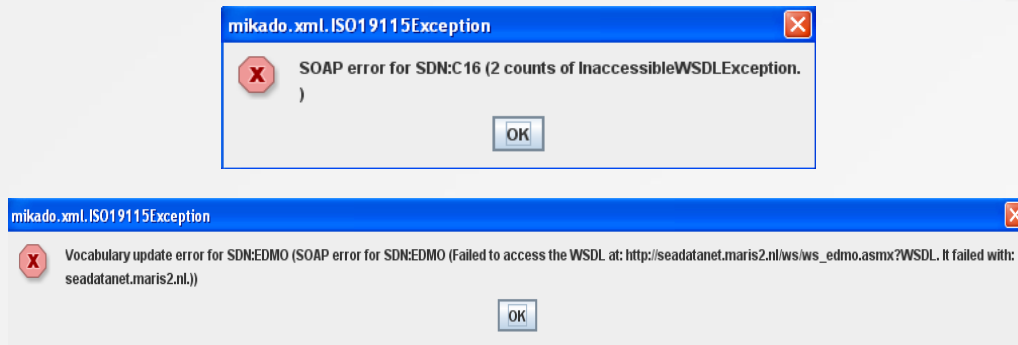 mikado.xml.ISO19115Exception
SOAP error for SDN:C16 (2 counts of InaccessibleWSDLException.
)
OK
mikado.xml.ISO19115Exception
Vocabulary update error for SDN:EDMO (SOAP error for SDN:EDMO (Failed to access the WSDL at: http://seadatanet.maris2.nl/ws/ws_edmo.asmx?WSDL. It failed with:
seadatanet.maris2.nl.))
OK